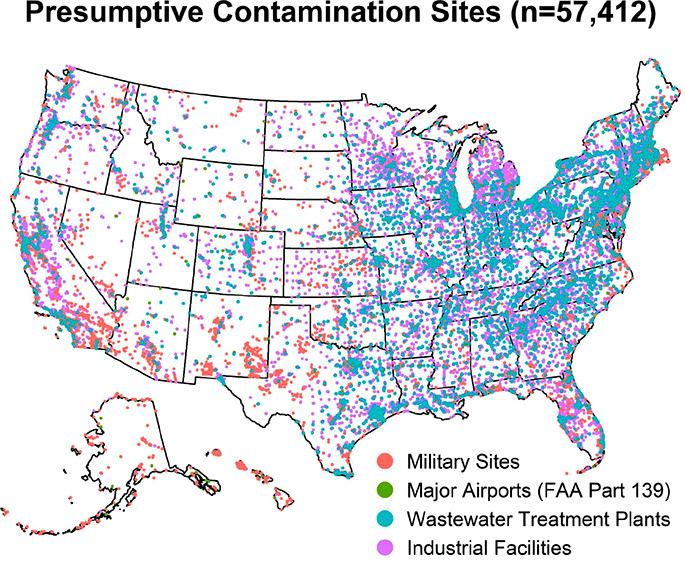 Presumptive Contamination Sites (n=57,412)
Military Sites
Major Airports (FAA Part 139)
Wastewater Treatment Plants
Industrial Facilities